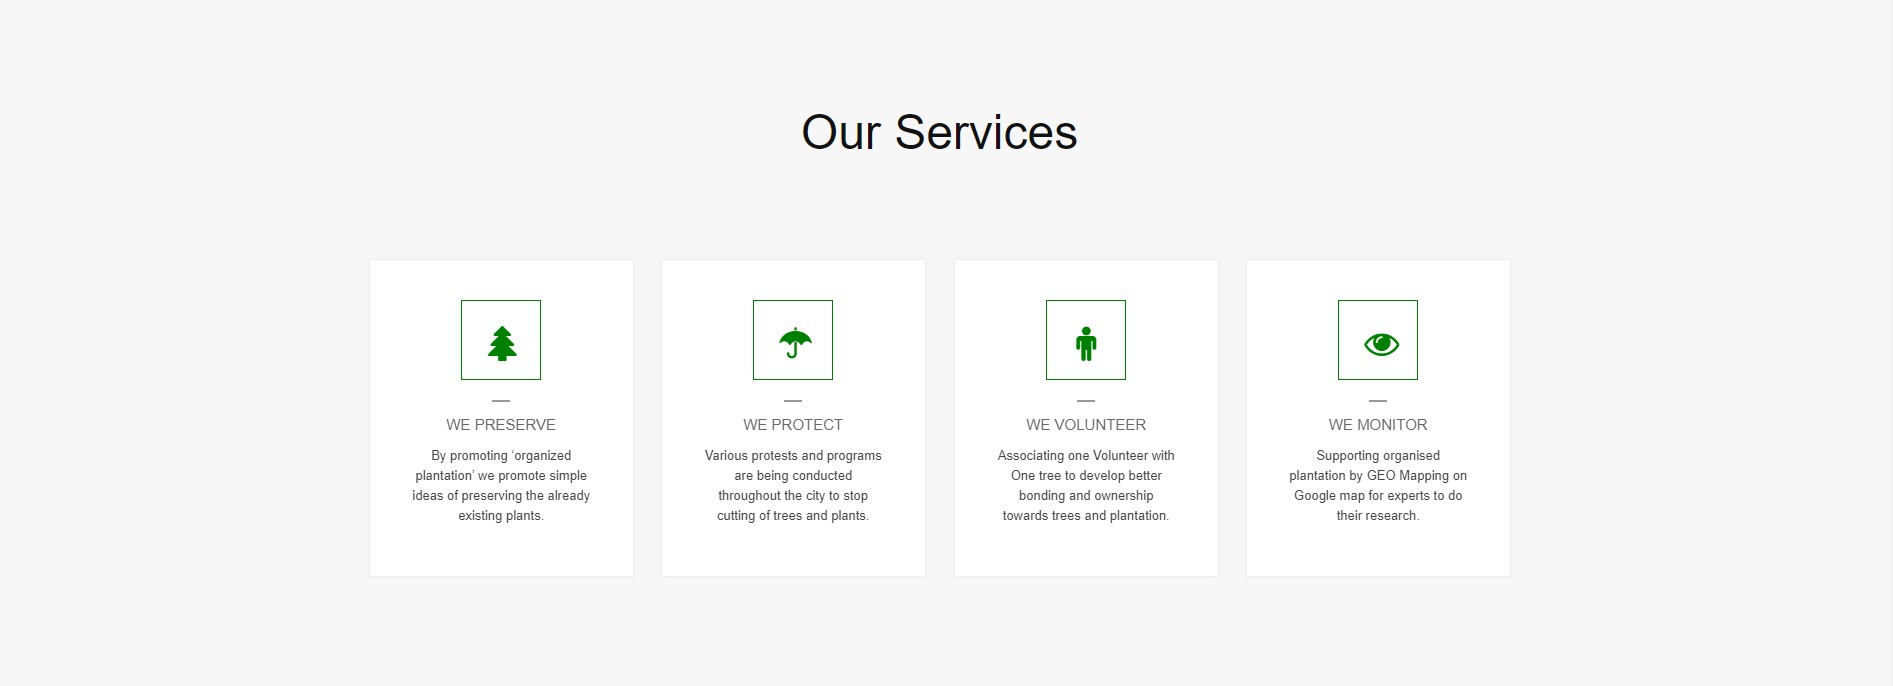 Our Services
WE PRESERVE
By promoting ‘organized
plantation’ we promote simple
ideas of preserving the already
existing plants.
WE PROTECT
Various protests and programs
are being conducted
throughout the city to stop
cutting of trees and plants.
WE VOLUNTEER
Associating one Volunteer with
One tree to develop better
bonding and ownership
towards trees and plantation.
WE MONITOR
Supporting organised
plantation by GEO Mapping on
Google map for experts to do
their research.